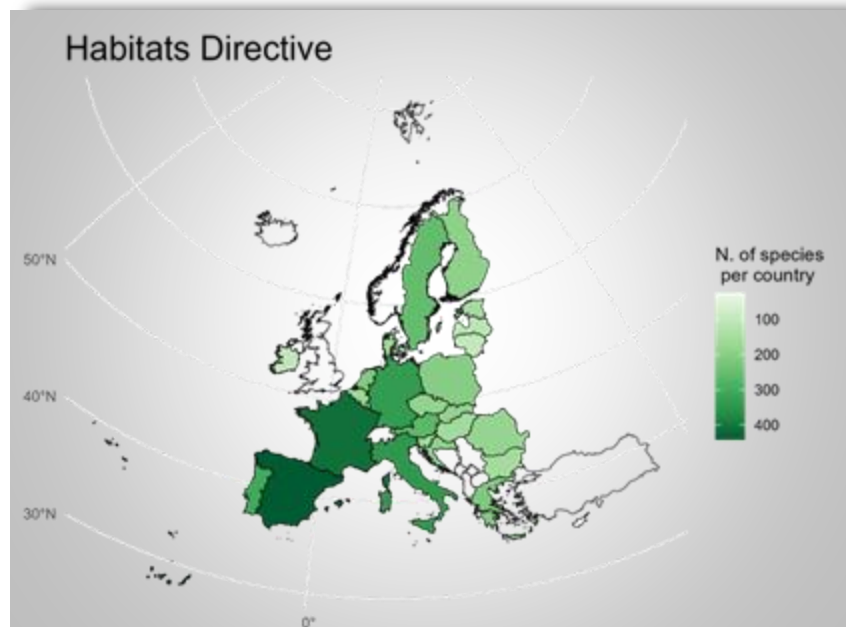 Habitats Directive
50°N
40°N
30°N
0°
N. of species
per country
100
200
300
400